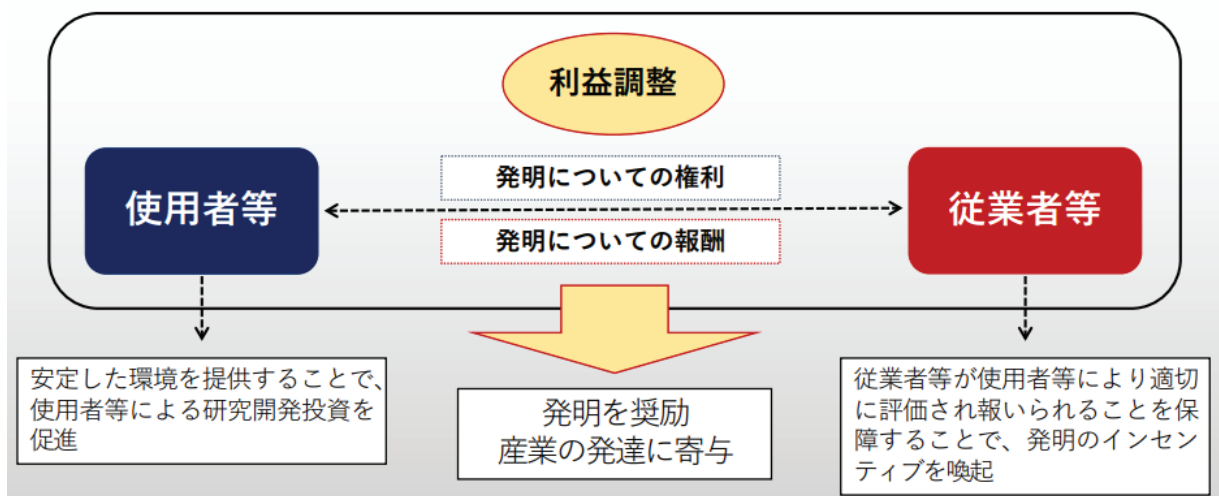 利益調整
使用者等
発明についての権利
発明についての報酬
従業者等
安定した環境を提供することで、
使用者等による研究開発投資を
促進
発明を奨励
産業の発達に寄与
従業者等が使用者等により適切
に評価され報いられることを保
障することで、発明のインセン
ティブを喚起